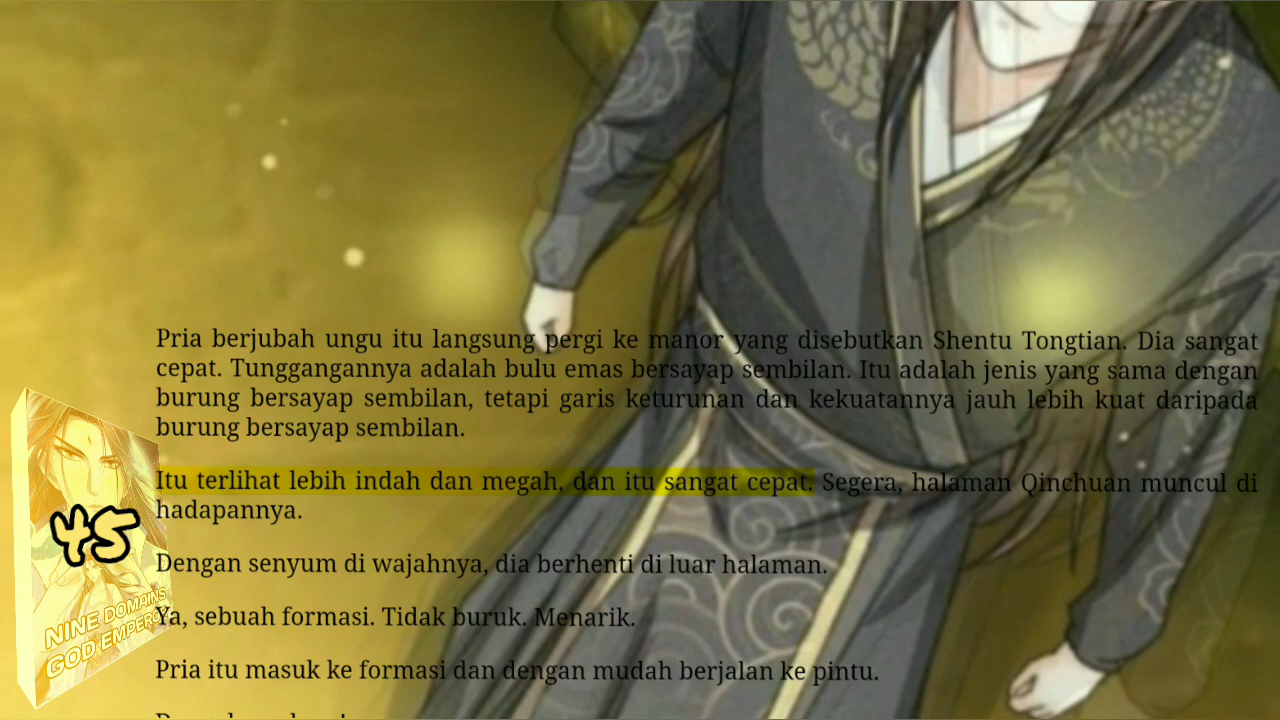 Pria berjubah ungu itu langsung pergi ke manor yang disebutkan Shentu Tongtian. Dia sangat
cepat. Tunggangannya adalah bulu emas bersayap sembilan. Itu adalah jenis yang sama dengan
burung bersayap sembilan, tetapi garis keturunan dan kekuatannya jauh lebih kuat daripada
burung bersayap sembilan.
Itu terlihat lebih indah dan megah, dan itu sangat cepat. Segera, halaman Qinchuan muncul di
hadapannya.
Dengan senyum di wajahnya, dia berhenti di luar halaman.
Ya, sebuah formasi. Tidak buruk. Menarik.
Pria itu masuk ke formasi dan dengan mudah berjalan ke pintu.
YS
NINE DOMAINS
GOD EMPEROR